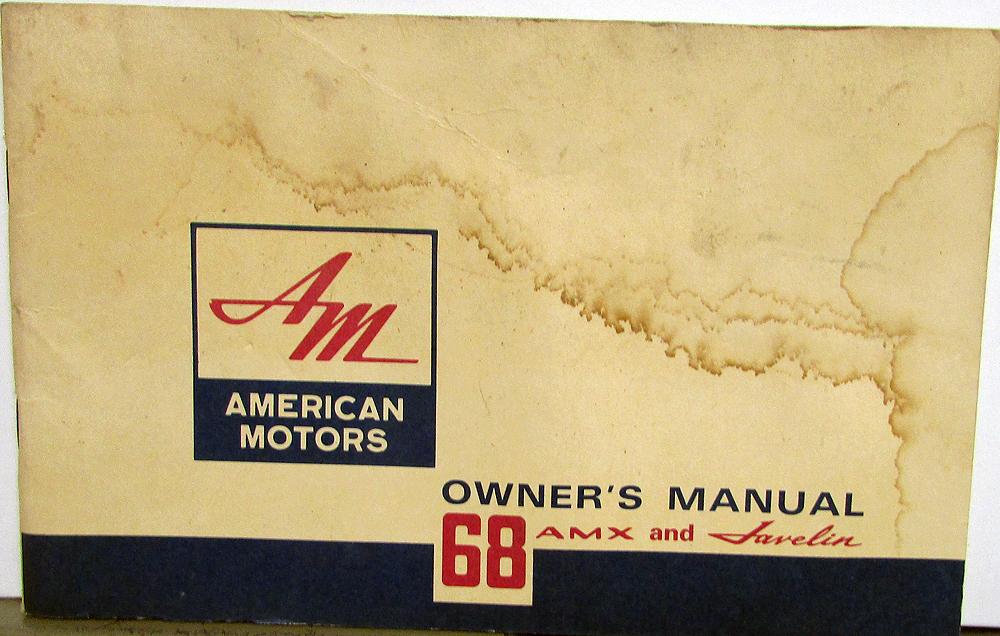 AM
AMERICAN
MOTORS
OWNER'S MANUAL
68 AMX and Javelin